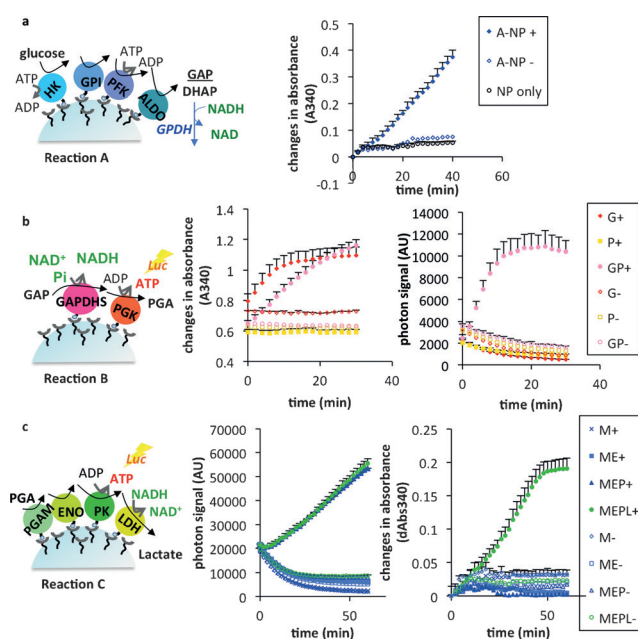 a
glucose
ATP
ADP
HK
GPI
PFK
ATP
ADP
ALDO
GAP
DHAP
GPDH
NADH
NAD
Reaction A
changes in absorbance
(A340)
0.5
0.4
0.3
0.2
0.1
0
-0.1
0 20 40 60
time (min)
A-NP +
A-NP -
NP only
b
NAD+
Pi
NADH
GAP
GAPDHS
ADP
Luc
ATP
PGK
PGA
Reaction B
changes in absorbance
(A340)
1.4
1.2
1
0.8
0.6
0.4
0 20 40
time (min)
photon signal (AU)
14000
12000
10000
8000
6000
4000
2000
0
0 20 40
time (min)
G+
P+
GP+
G-
P-
GP-
c
PGA
PGAM
ENO
ADP
PK
Luc
ATP
LDH
NADH
NAD+
Lactate
Reaction C
photon signal (AU)
70000
60000
50000
40000
30000
20000
10000
0
0 50
time (min)
changes in absorbance
(dAbs340)
0.2
0.15
0.1
0.05
0
0 50
time (min)
M+
ME+
MEP+
MEPL+
M-
ME-
MEP-
MEPL-